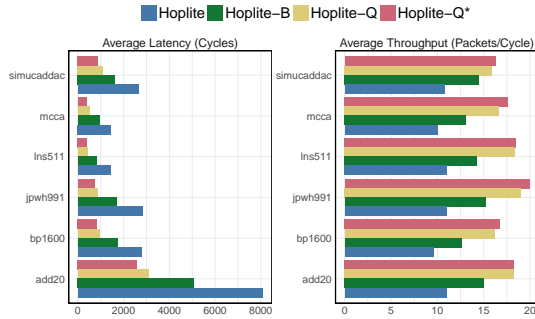 Hoplite Hoplite−B Hoplite−Q Hoplite−Q*
Average Latency (Cycles)
simucaddac
mcca
lns511
jpwh991
bp1600
add20
0 2000 4000 6000 8000
Average Throughput (Packets/Cycle)
simucaddac
mcca
lns511
jpwh991
bp1600
add20
0 5 10 15 20